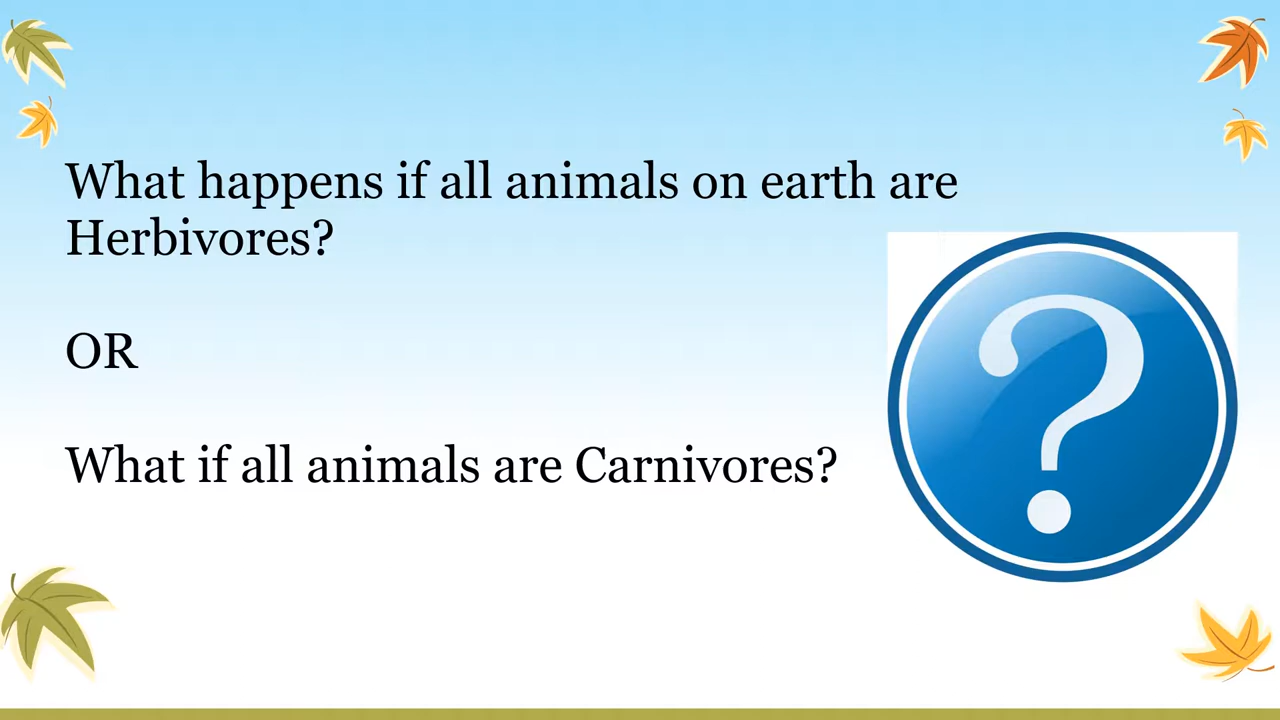 What happens if all animals on earth are
Herbivores?
OR
What if all animals are Carnivores?